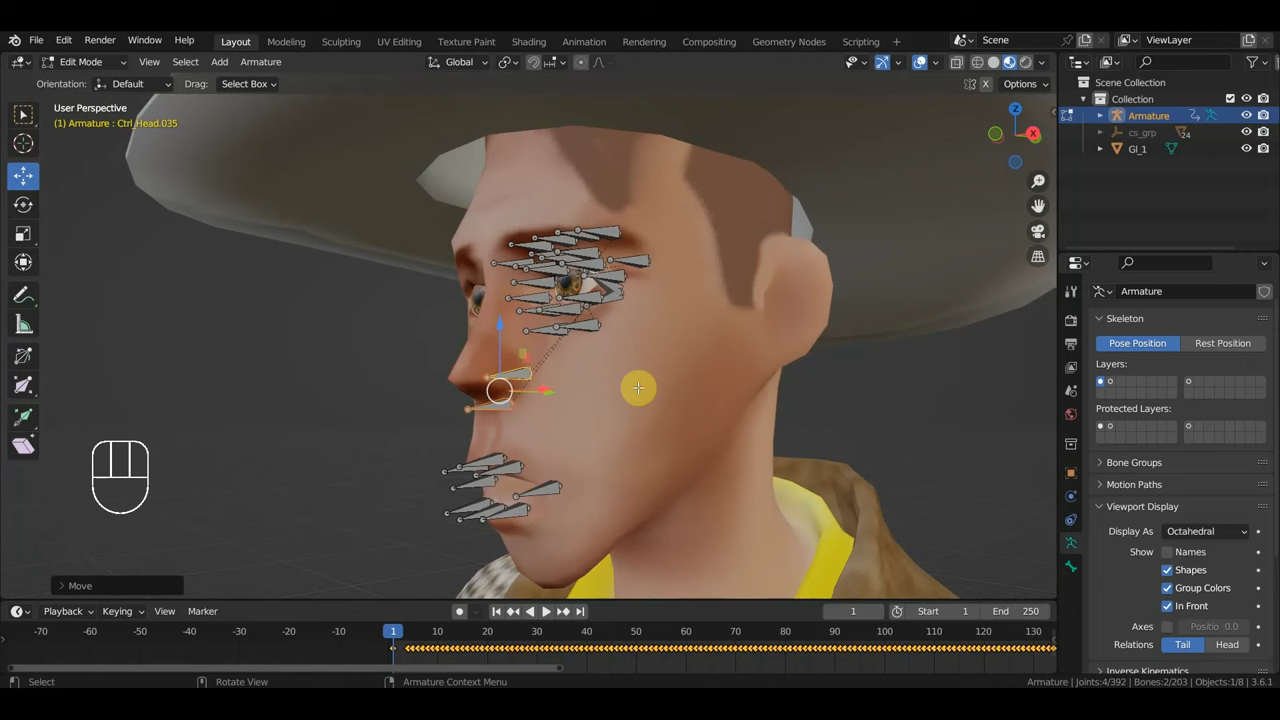 File Edit Render Window Help Layout Modeling Sculpting UV Editing Texture Paint Shading Animation Rendering Compositing Geometry Nodes Scripting + Scene ViewLayer
Edit Mode View Select Add Armature Global
Orientation: Default Drag: Select Box X Options
User Perspective
(1) Armature : Ctrl_Head.035
Z
X
Scene Collection
Collection
Armature
cs_grp 24
GI_1
Armature
Skeleton
Pose Position Rest Position
Layers:
Protected Layers:
Bone Groups
Motion Paths
Viewport Display
Display As Octahedral
Show Names
Shapes
Group Colors
In Front
Axes Positio 0.0
Relations Tail Head
Inverse Kinematics
Move
Playback Keying View Marker 1 Start 1 End 250
-70 -60 -50 -40 -30 -20 -10 1 10 20 30 40 50 60 70 80 90 100 110 120 130
Select Rotate View Armature Context Menu Armature | Joints:4/392 | Bones:2/203 | Objects:1/8 | 3.6.1